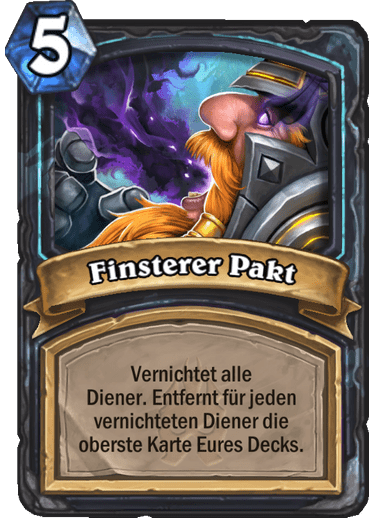 5
Finsterer Pakt
Vernichtet alle
Diener. Entfernt für jeden
vernichteten Diener die
oberste Karte Eures Decks.